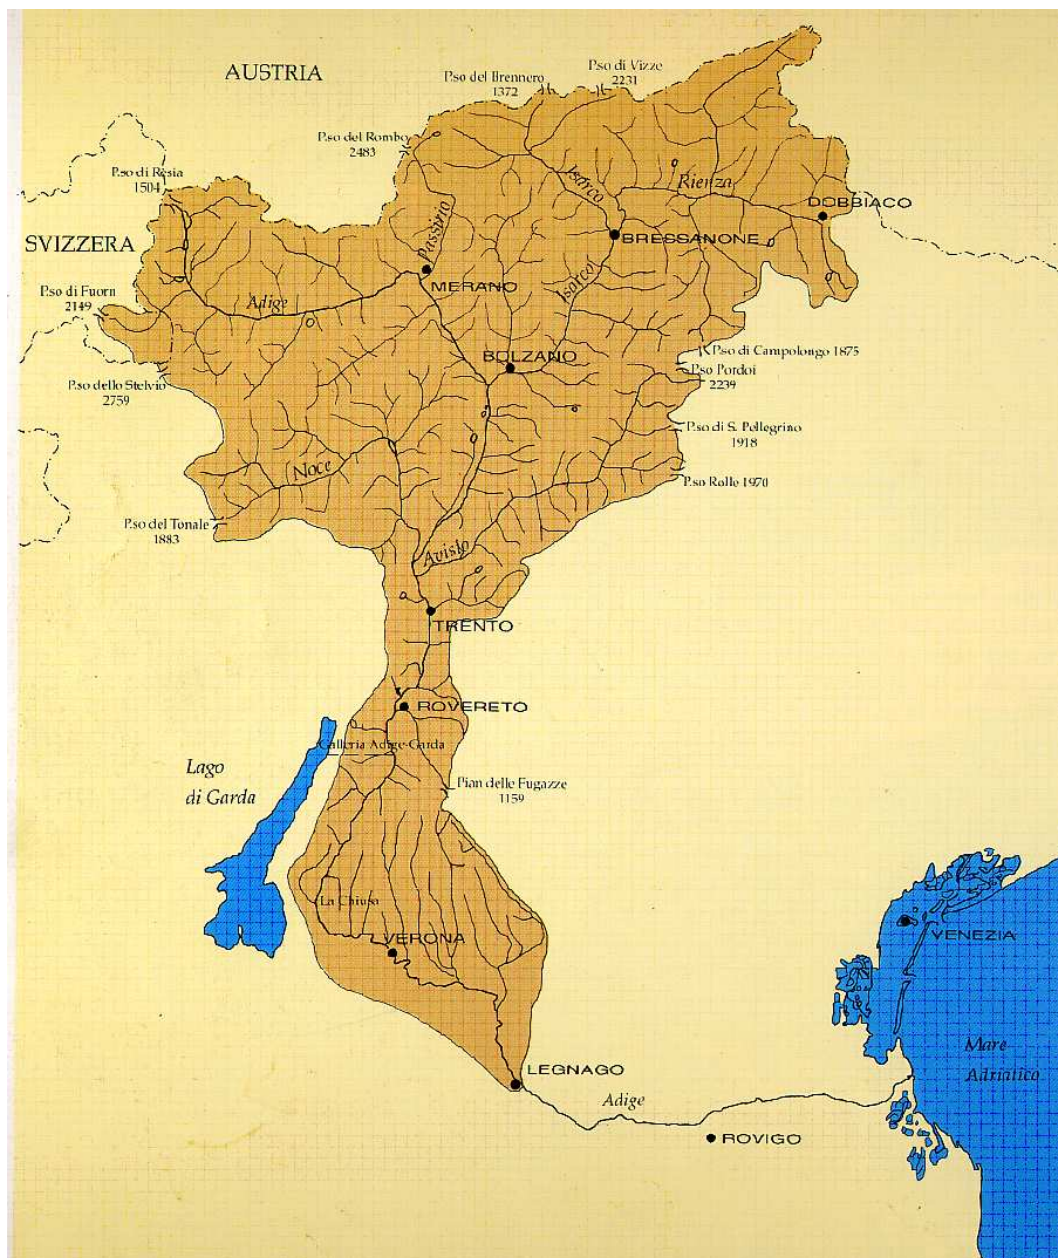 AUSTRIA
P.so del Brennero
1372
P.so di Vizze
2231
P.so del Rombo
2483
P.so di Resia
1504
Isarco
Rienza
DOBBIACO
SVIZZERA
Passirio
BRESSANONE
MERANO
Isarco
P.so di Fuorn
2149
Adige
P.so di Campolongo 1875
BOLZANO
P.so Pordoi
2239
P.so dello Stelvio
2759
P.so di S. Pellegrino
1918
Noce
P.so Rolle 1970
P.so del Tonale
1883
Avisio
TRENTO
ROVERETO
Galleria Adige-Garda
Lago
di Garda
Pian delle Fugazze
1159
La Chiusa
VERONA
VENEZIA
Mare
Adriatico
LEGNAGO
Adige
ROVIGO